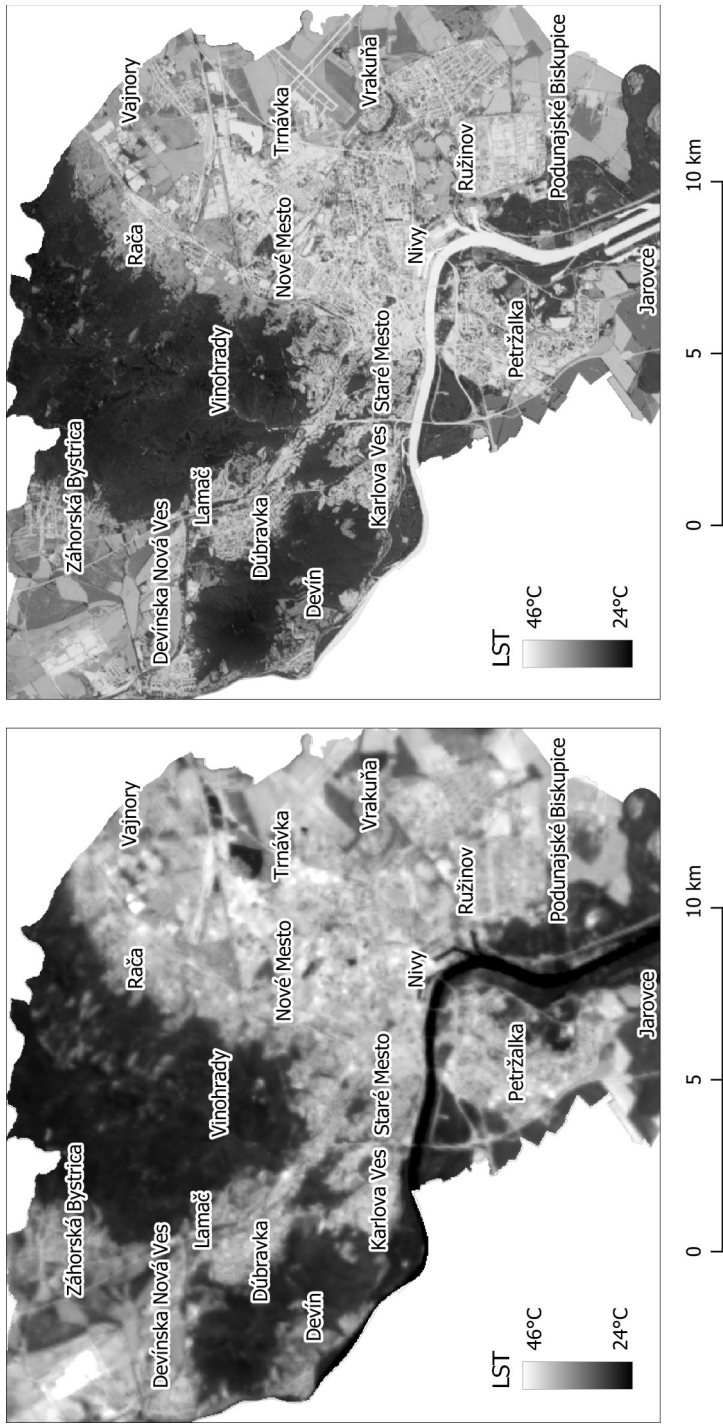 Záhorská Bystrica
Vajnory
Rača
Devínska Nová Ves
Lamač
Vinohrady
Dúbravka
Nové Mesto
Trnávka
Devín
Vrakuňa
Karlova Ves
Staré Mesto
Nivy
Ružinov
LST
Petržalka
46°C
Podunajské Biskupice
24°C
Jarovce
0 5 10 km
Záhorská Bystrica
Vajnory
Rača
Devínska Nová Ves
Lamač
Vinohrady
Dúbravka
Nové Mesto
Trnávka
Devín
Vrakuňa
Karlova Ves
Staré Mesto
Nivy
Ružinov
LST
Petržalka
46°C
Podunajské Biskupice
24°C
Jarovce
0 5 10 km